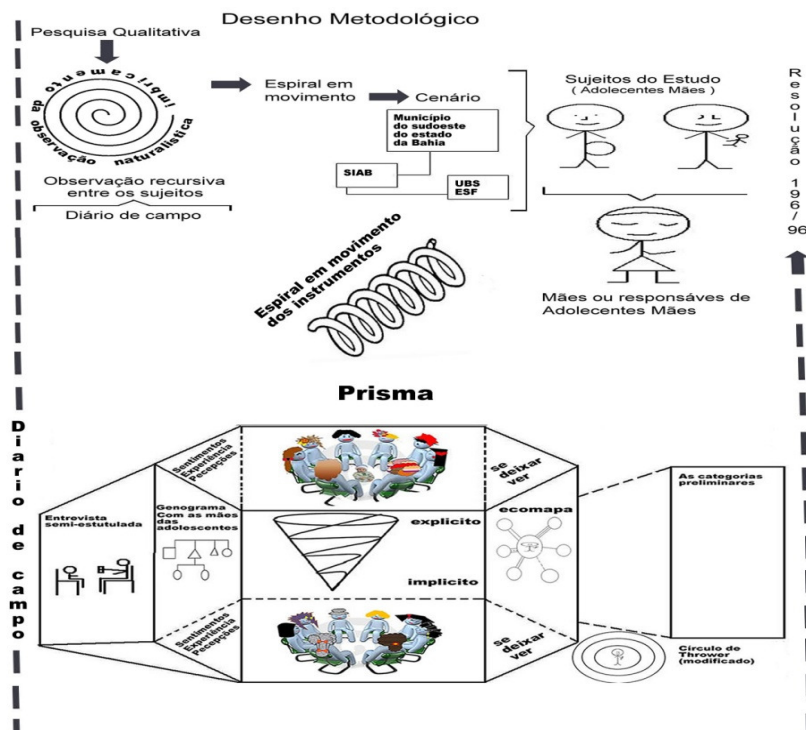 Desenho Metodológico
Pesquisa Qualitativa
imbricamento
da observação naturalística
Observação recursiva
entre os sujeitos
Diário de campo
Espiral em
movimento
Cenário
Município
do sudoeste do
estado
da Bahia
SIAB
UBS
ESF
Sujeitos do Estudo
( Adolecentes Mães )
Mães ou responsáves de
Adolecentes Mães
Resolução 196/96
Espiral em movimento
dos instrumentos
Prisma
Diario de campo
Entrevista
semi-estutulada
Genograma
Com as mães
das
adolescentes
Sentimentos
Experiência
Pecepções
se deixar
ver
explícito
implicito
ecomapa
Sentimentos
Experiência
Pecepções
se deixar
ver
As categorias
preliminares
Círculo de
Thrower
(modificado)